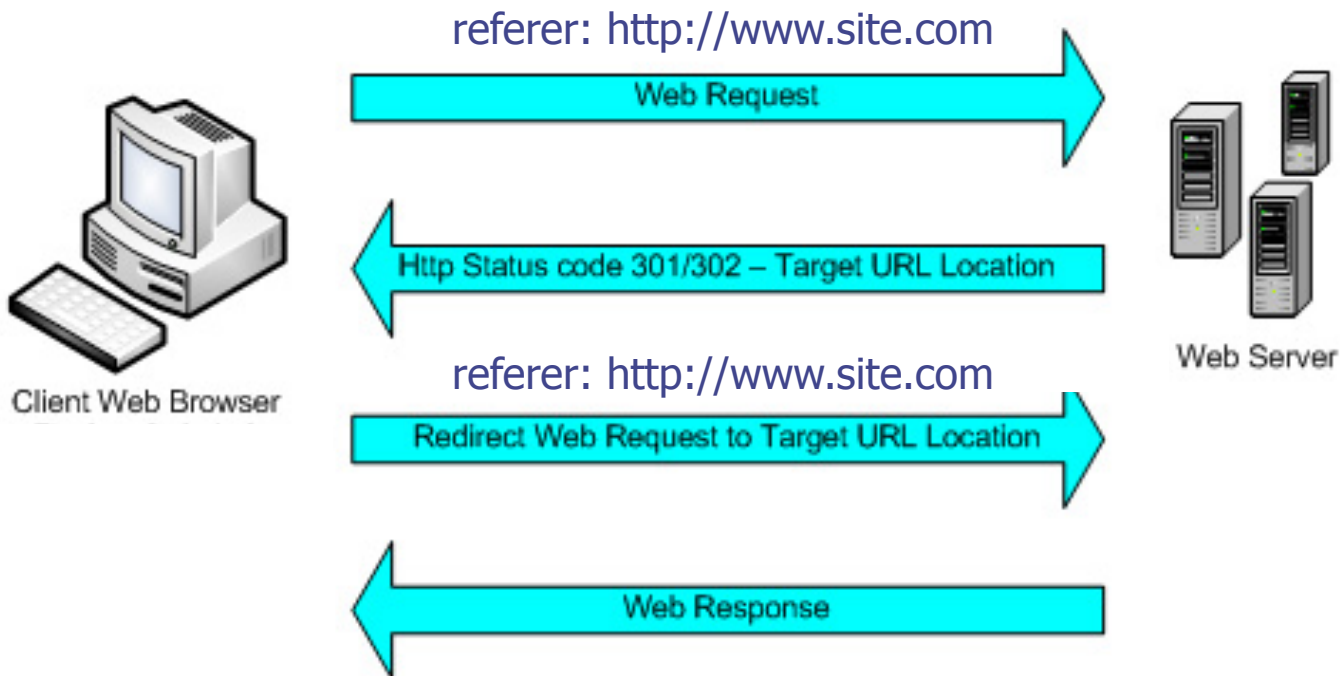 referer: http://www.site.com
Web Request
Http Status code 301/302 – Target URL Location
Web Server
referer: http://www.site.com
Client Web Browser
Redirect Web Request to Target URL Location
Web Response